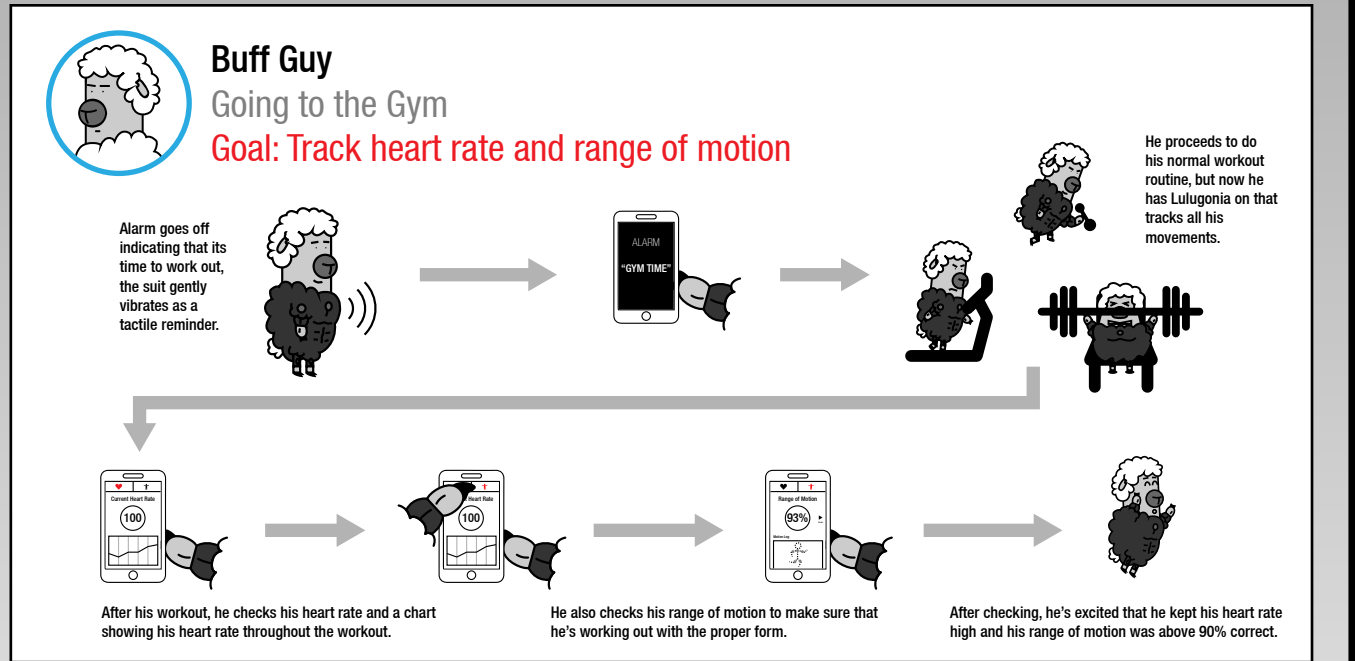 Buff Guy
Going to the Gym
Goal: Track heart rate and range of motion
Alarm goes off
indicating that its
time to work out,
the suit gently
vibrates as a
tactile reminder.
ALARM
“GYM TIME”
He proceeds to do
his normal workout
routine, but now he
has Lulugonia on that
tracks all his
movements.
Current Heart Rate
100
After his workout, he checks his heart rate and a chart
showing his heart rate throughout the workout.
Heart Rate
100
Range of Motion
93%
Motion Log
He also checks his range of motion to make sure that
he’s working out with the proper form.
After checking, he’s excited that he kept his heart rate
high and his range of motion was above 90% correct.